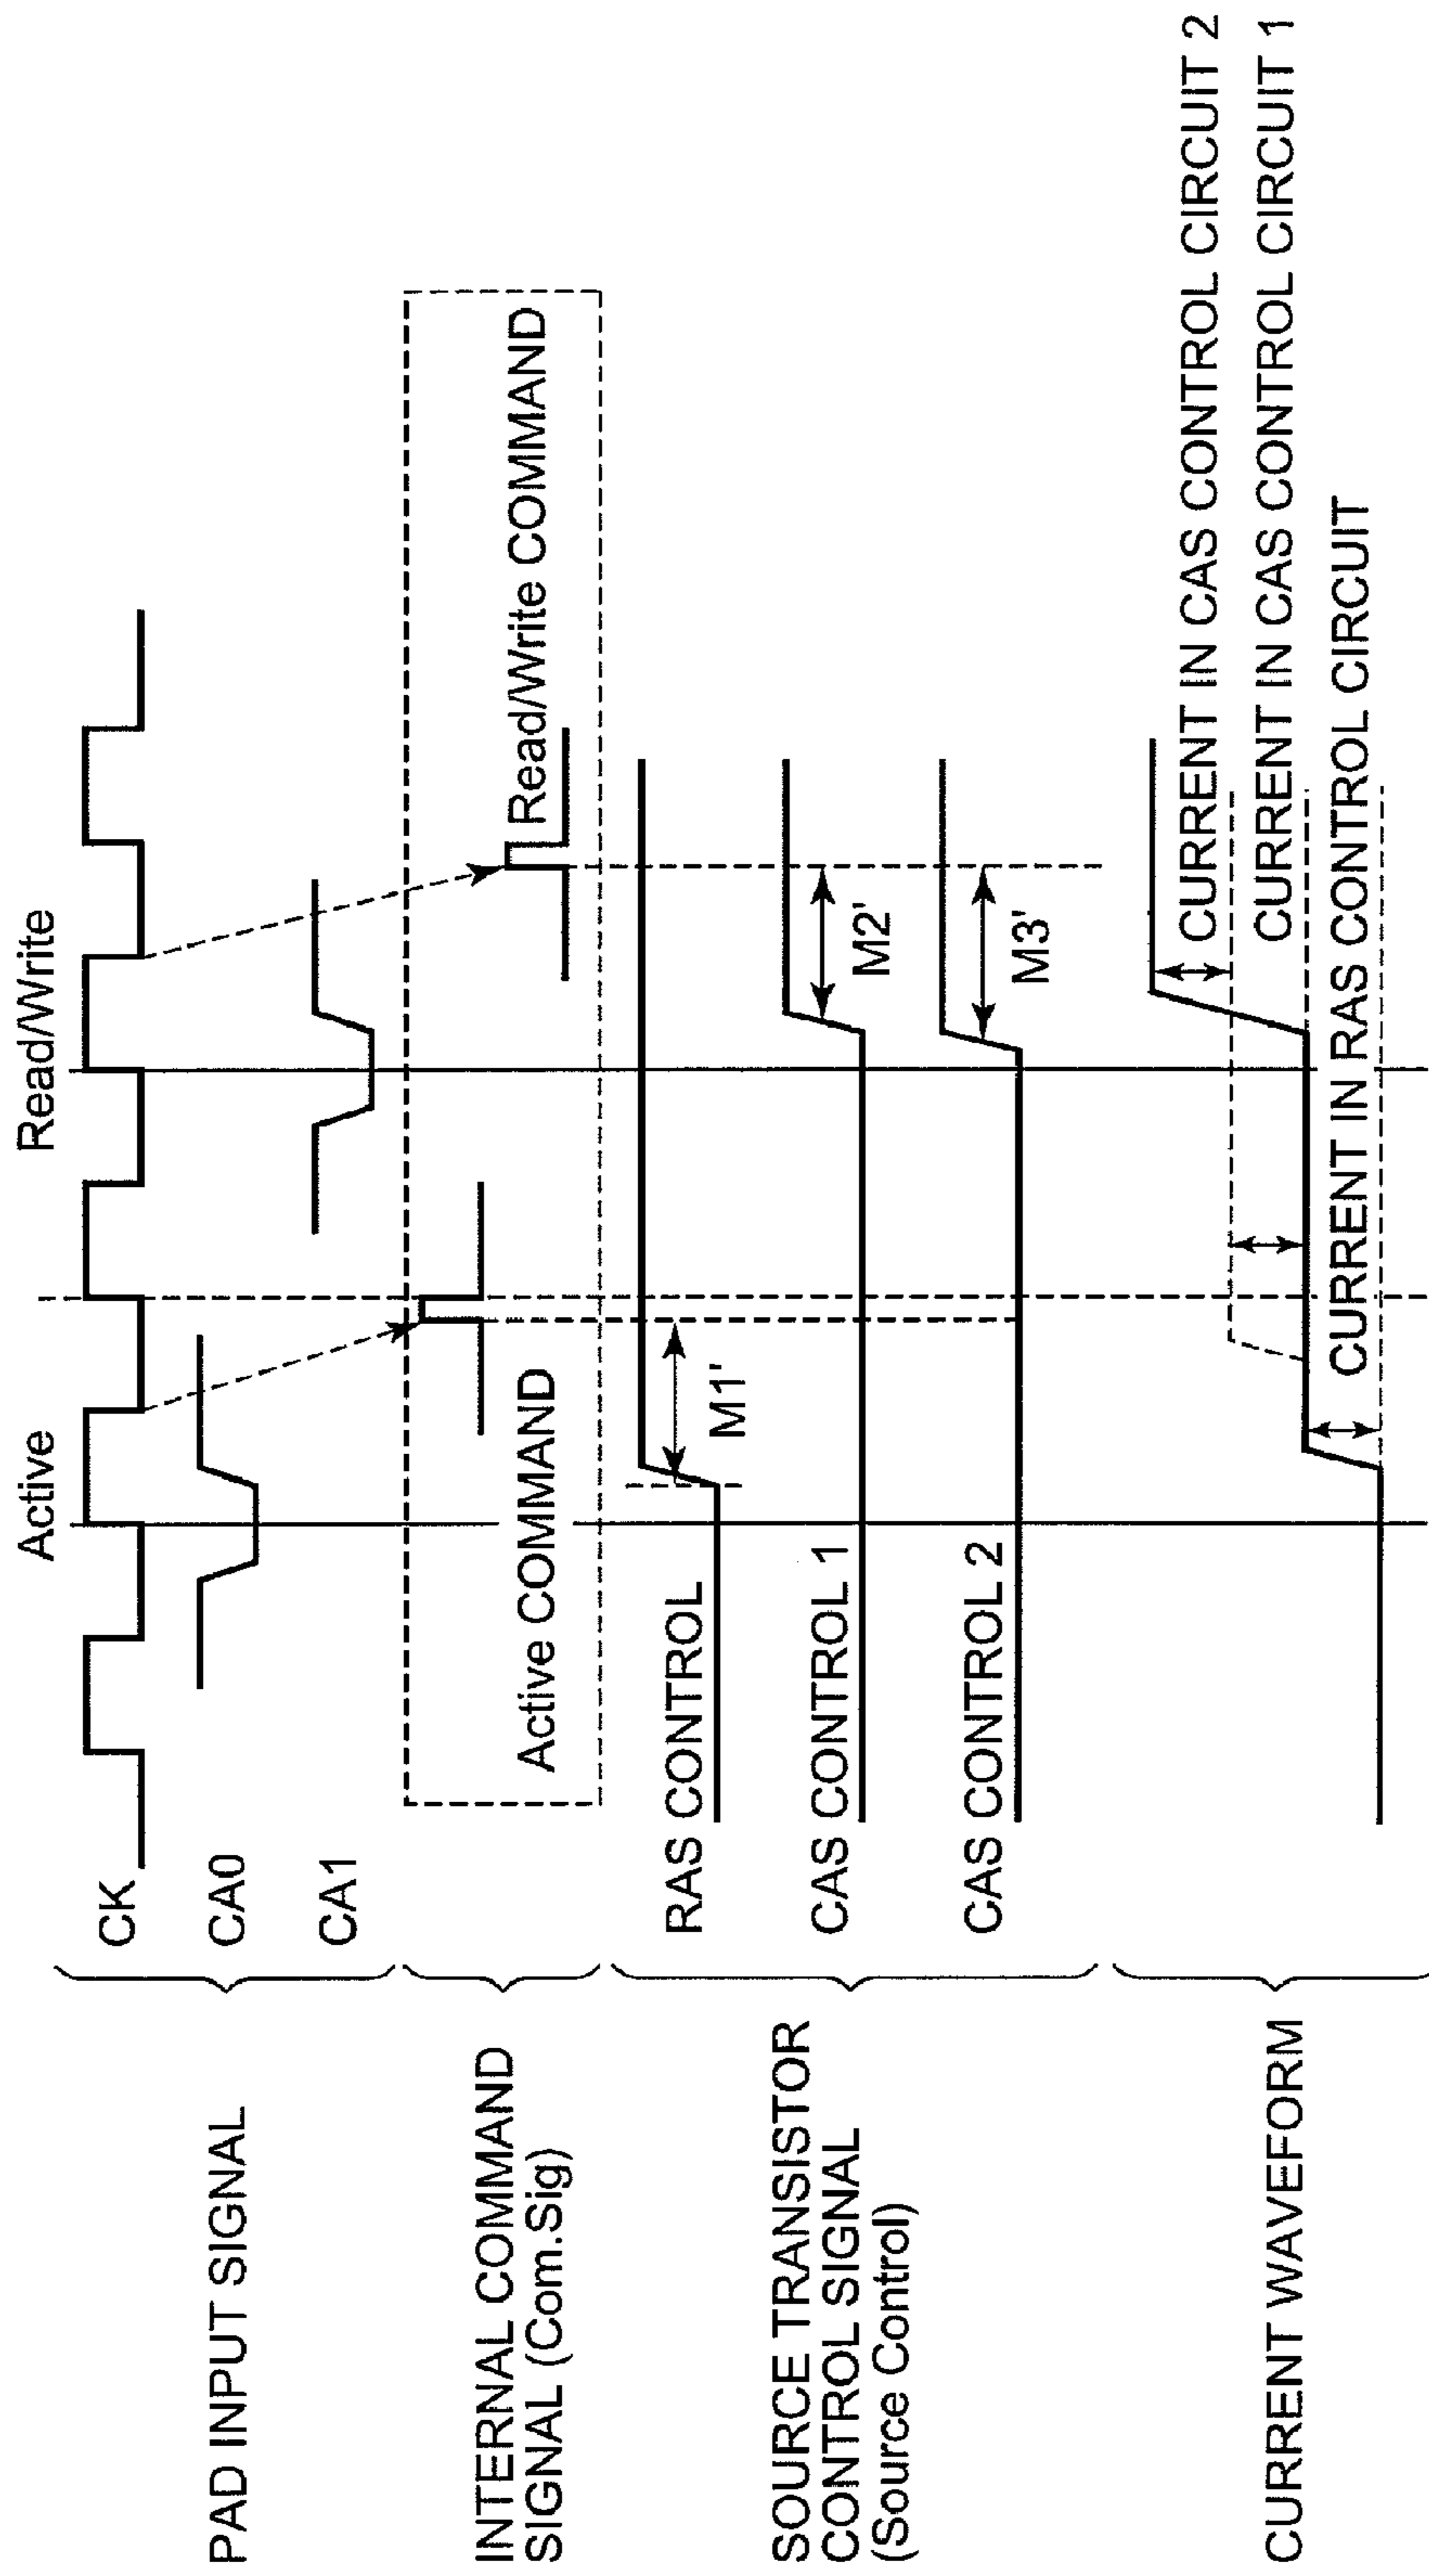 PAD INPUT SIGNAL
CK
CA0
CA1
Active
Read/Write
INTERNAL COMMAND
SIGNAL (Com.Sig)
Active COMMAND
Read/Write COMMAND
SOURCE TRANSISTOR
CONTROL SIGNAL
(Source Control)
RAS CONTROL
M1'
CAS CONTROL 1
M2'
CAS CONTROL 2
M3'
CURRENT WAVEFORM
CURRENT IN CAS CONTROL CIRCUIT 2
CURRENT IN CAS CONTROL CIRCUIT 1
CURRENT IN RAS CONTROL CIRCUIT